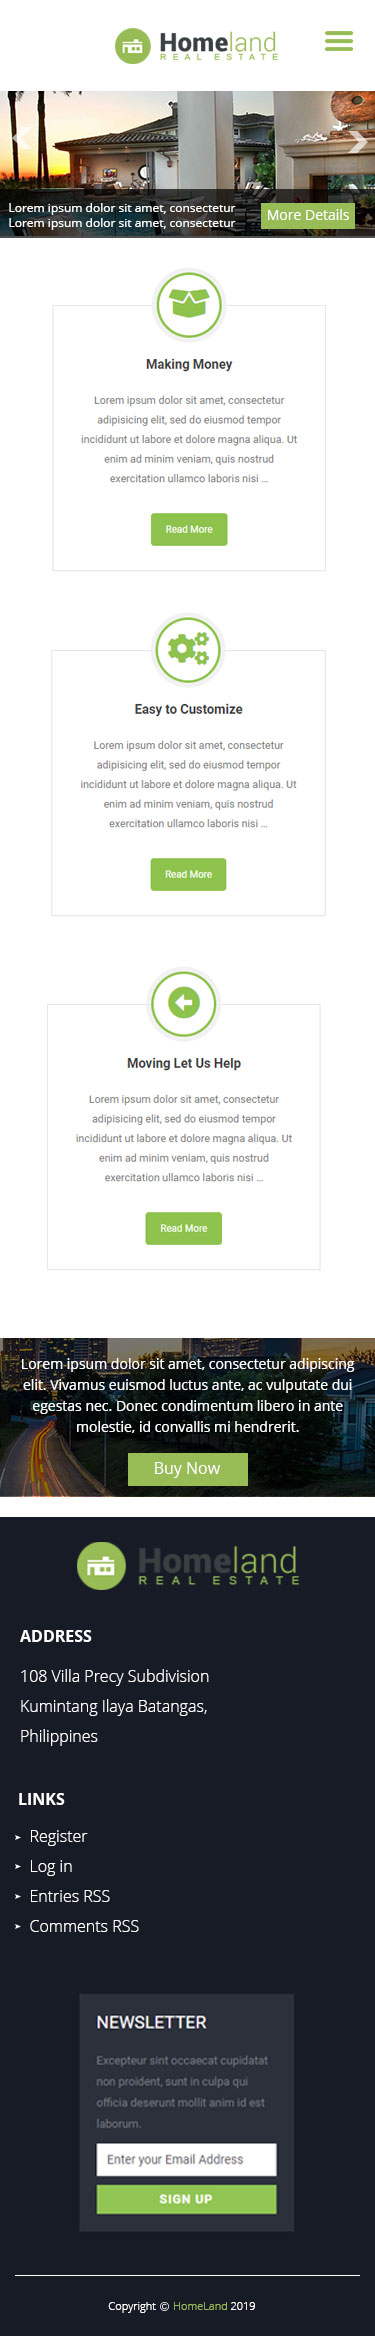 Homeland
REAL ESTATE
Lorem ipsum dolor sit amet, consectetur
Lorem ipsum dolor sit amet, consectetur
More Details
Making Money
Lorem ipsum dolor sit amet, consectetur
adipisicing elit, sed do eiusmod tempor
incididunt ut labore et dolore magna aliqua. Ut
enim ad minim veniam, quis nostrud
exercitation ullamco laboris nisi ...
Read More
Easy to Customize
Lorem ipsum dolor sit amet, consectetur
adipisicing elit, sed do eiusmod tempor
incididunt ut labore et dolore magna aliqua. Ut
enim ad minim veniam, quis nostrud
exercitation ullamco laboris nisi ...
Read More
Moving Let Us Help
Lorem ipsum dolor sit amet, consectetur
adipisicing elit, sed do eiusmod tempor
incididunt ut labore et dolore magna aliqua. Ut
enim ad minim veniam, quis nostrud
exercitation ullamco laboris nisi ...
Read More
Lorem ipsum dolor sit amet, consectetur adipiscing
elit. Vivamus euismod luctus ante, ac vulputate dui
egestas nec. Donec condimentum libero in ante
molestie, id convallis mi hendrerit.
Buy Now
Homeland
REAL ESTATE
ADDRESS
108 Villa Precy Subdivision
Kumintang Ilaya Batangas,
Philippines
LINKS
Register
Log in
Entries RSS
Comments RSS
NEWSLETTER
Excepteur sint occaecat cupidatat
non proident, sunt in culpa qui
officia deserunt mollit anim id est
laborum.
Enter your Email Address
SIGN UP
Copyright © HomeLand 2019